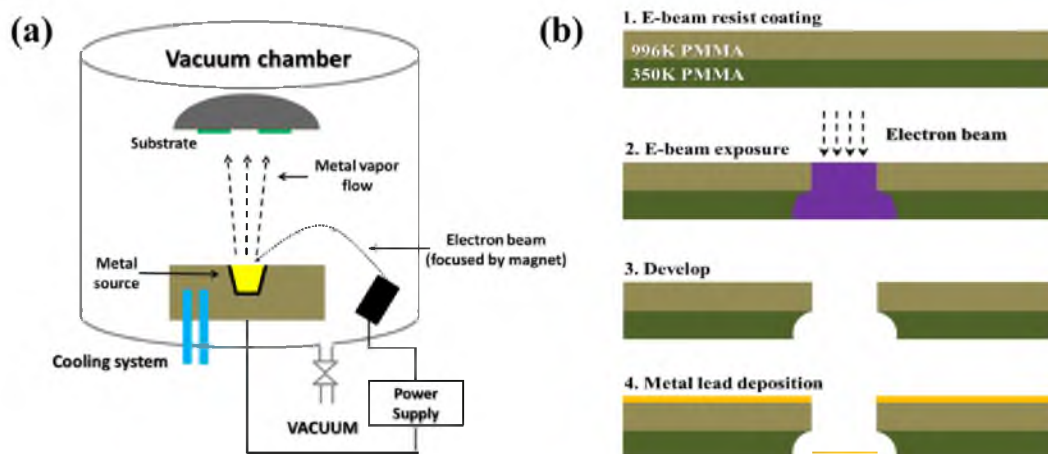 (a)
Vacuum chamber
Substrate
Metal vapor
flow
Electron beam
(focused by magnet)
Metal
source
Cooling system
VACUUM
Power
Supply
(b)
1. E-beam resist coating
996K PMMA
350K PMMA
Electron beam
2. E-beam exposure
3. Develop
4. Metal lead deposition